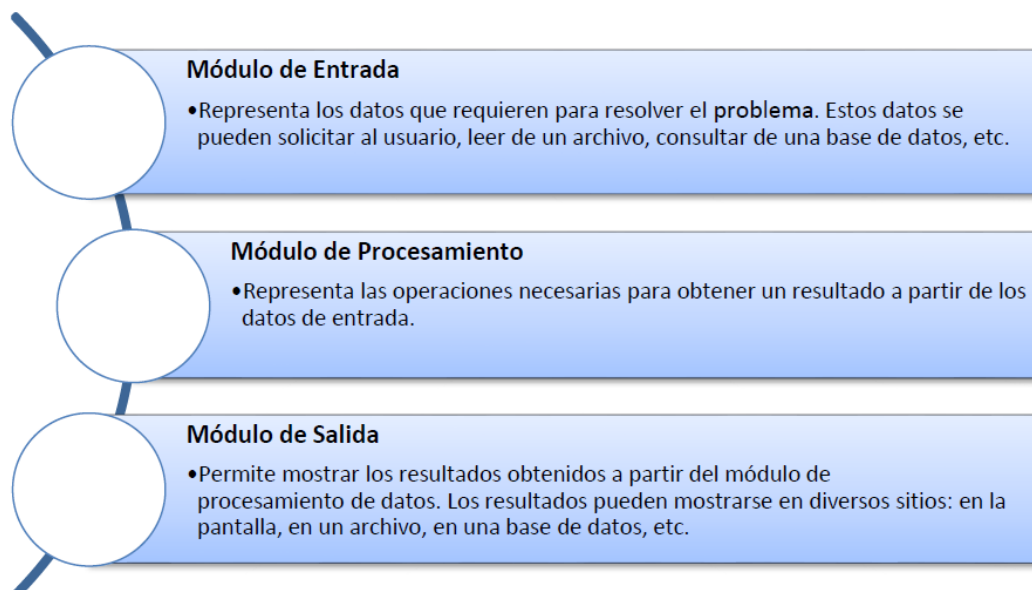 Módulo de Entrada
•Representa los datos que requieren para resolver el problema. Estos datos se
pueden solicitar al usuario, leer de un archivo, consultar de una base de datos, etc.
Módulo de Procesamiento
•Representa las operaciones necesarias para obtener un resultado a partir de los
datos de entrada.
Módulo de Salida
•Permite mostrar los resultados obtenidos a partir del módulo de
procesamiento de datos. Los resultados pueden mostrarse en diversos sitios: en la
pantalla, en un archivo, en una base de datos, etc.